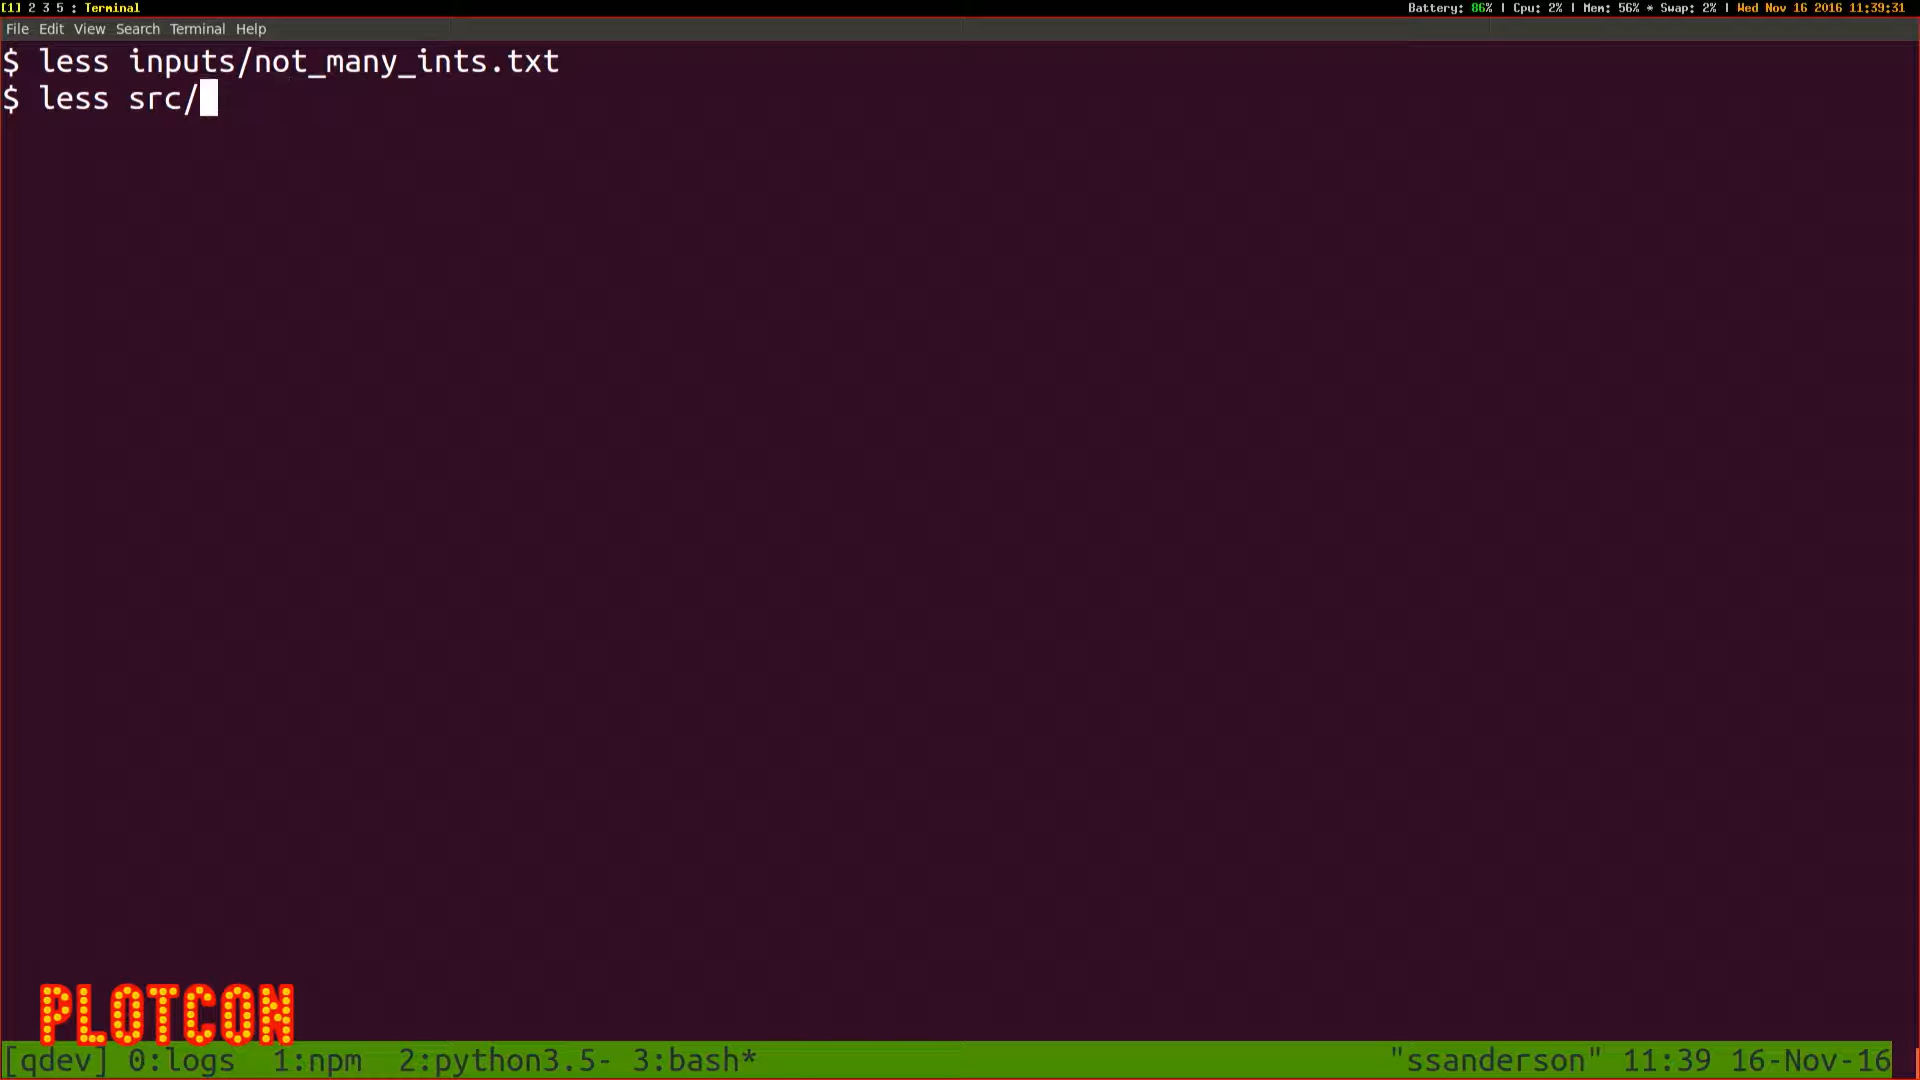 [1] 2 3 5 : Terminal
Battery: 86% | Cpu: 2% | Mem: 56% * Swap: 2% | Wed Nov 16 2016 11:39:31
File Edit View Search Terminal Help
$ less inputs/not_many_ints.txt
$ less src/
PLOTCON
[qdev] 0:logs 1:npm 2:python3.5- 3:bash*
"ssanderson" 11:39 16-Nov-16